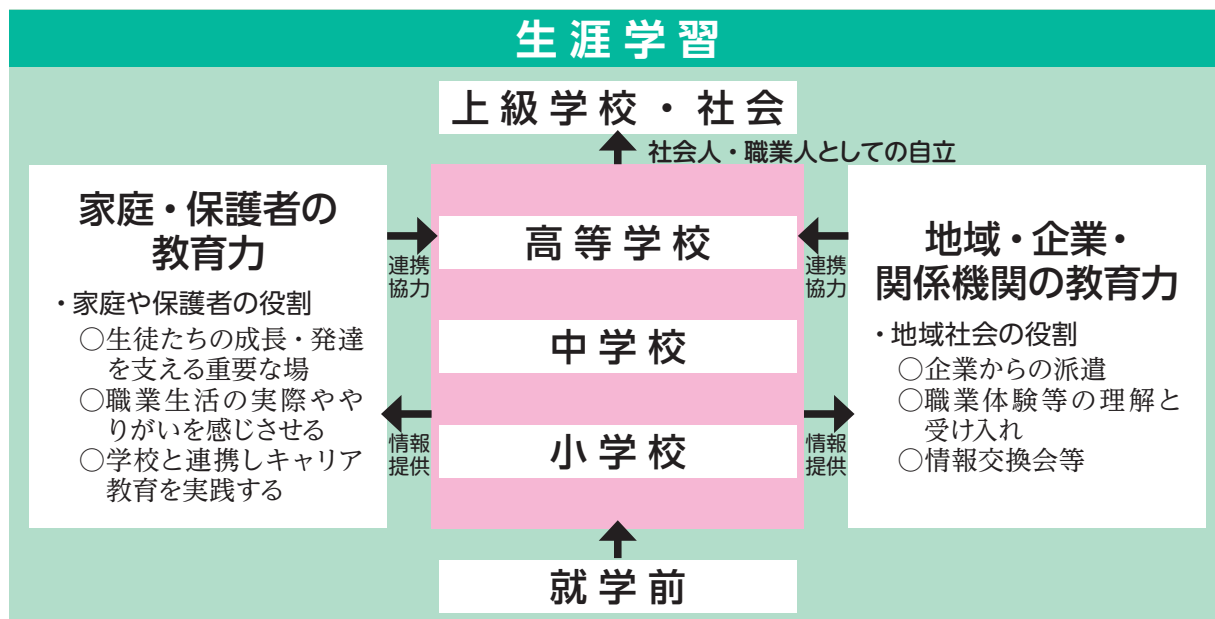 生涯学習
上級学校・社会
社会人・職業人としての自立
家庭・保護者の
教育力
・家庭や保護者の役割
○生徒たちの成長・発達
を支える重要な場
○職業生活の実際やや
りがいを感じさせる
○学校と連携しキャリア
教育を実践する
連携
協力
情報
提供
高等学校
中学校
小学校
就学前
連携
協力
情報
提供
地域・企業・
関係機関の教育力
・地域社会の役割
○企業からの派遣
○職業体験等の理解と
受け入れ
○情報交換会等